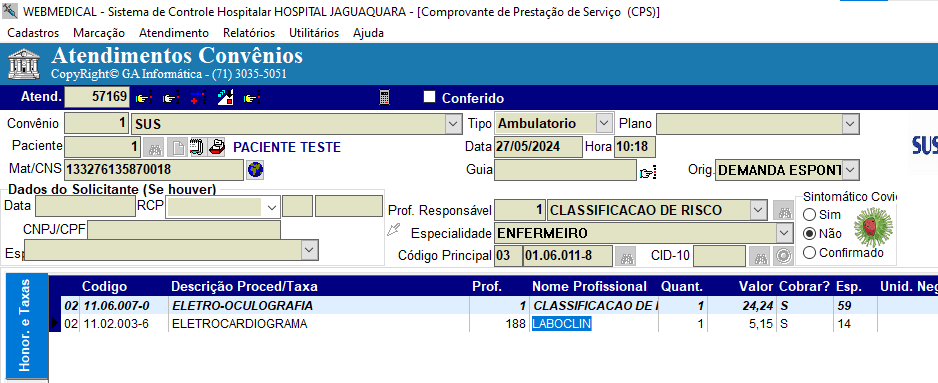 WEBMEDICAL - Sistema de Controle Hospitalar HOSPITAL JAGUAQUARA - [Comprovante de Prestação de Serviço (CPS)]
Cadastros Marcação Atendimento Relatórios Utilitários Ajuda
Atendimentos Convênios
CopyRight© GA Informática - (71) 3035-5051
Atend. 57169 Conferido
Convênio 1 SUS Tipo Ambulatorio Plano
Paciente 1 PACIENTE TESTE Data 27/05/2024 Hora 10:18 SUS
Mat/CNS 133276135870018 Guia Orig. DEMANDA ESPONT
Dados do Solicitante (Se houver) Sintomático Covi
Data RCP Prof. Responsável 1 CLASSIFICACAO DE RISCO Sim
CNPJ/CPF Especialidade ENFERMEIRO Não
Esp Código Principal 03 01.06.011-8 CID-10 Confirmado
Honor. e Taxas
Codigo Descrição Proced/Taxa Prof. Nome Profissional Quant. Valor Cobrar? Esp. Unid. Neg
02 11.06.007-0 ELETRO-OCULOGRAFIA 1 CLASSIFICACAO DE 1 24,24 S 59
02 11.02.003-6 ELETROCARDIOGRAMA 188 LABOCLIN 1 5,15 S 14